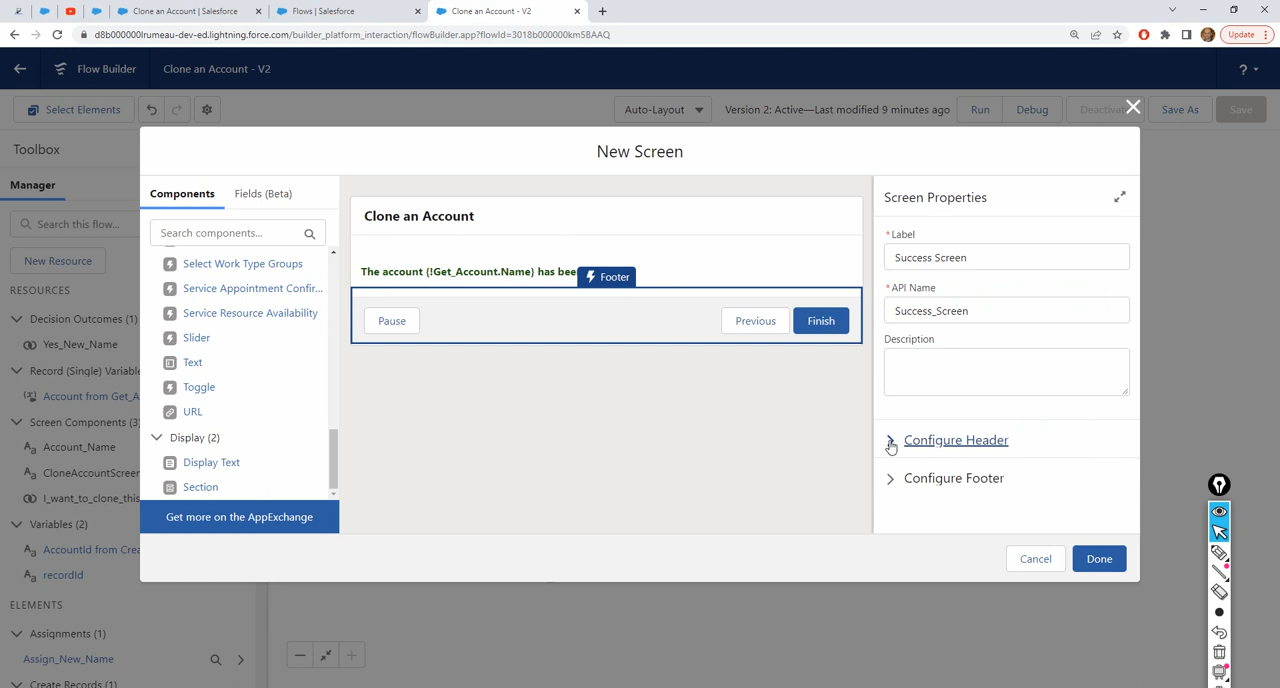 Clone an Account | Salesforce
Flows | Salesforce
Clone an Account - V2
d8b000000lrumeau-dev-ed.lightning.force.com/builder_platform_interaction/flowBuilder.app?flowId=3018b000000km5BAAQ
Update
Flow Builder
Clone an Account - V2
?
Select Elements
Auto-Layout
Version 2: Active—Last modified 9 minutes ago
Run
Debug
Deactivat
Save As
Save
New Screen
Toolbox
Manager
Search this flow...
New Resource
RESOURCES
Decision Outcomes (1)
Yes_New_Name
Record (Single) Variable
Account from Get_A
Screen Components (3)
Account_Name
CloneAccountScreen
I_want_to_clone_this
Variables (2)
AccountId from Crea
recordId
ELEMENTS
Assignments (1)
Assign_New_Name
Create Records (1)
Components
Fields (Beta)
Search components...
Select Work Type Groups
Service Appointment Confir...
Service Resource Availability
Slider
Text
Toggle
URL
Display (2)
Display Text
Section
Get more on the AppExchange
Clone an Account
The account {!Get_Account.Name} has bee
Footer
Pause
Previous
Finish
Screen Properties
*Label
Success Screen
*API Name
Success_Screen
Description
Configure Header
Configure Footer
Cancel
Done